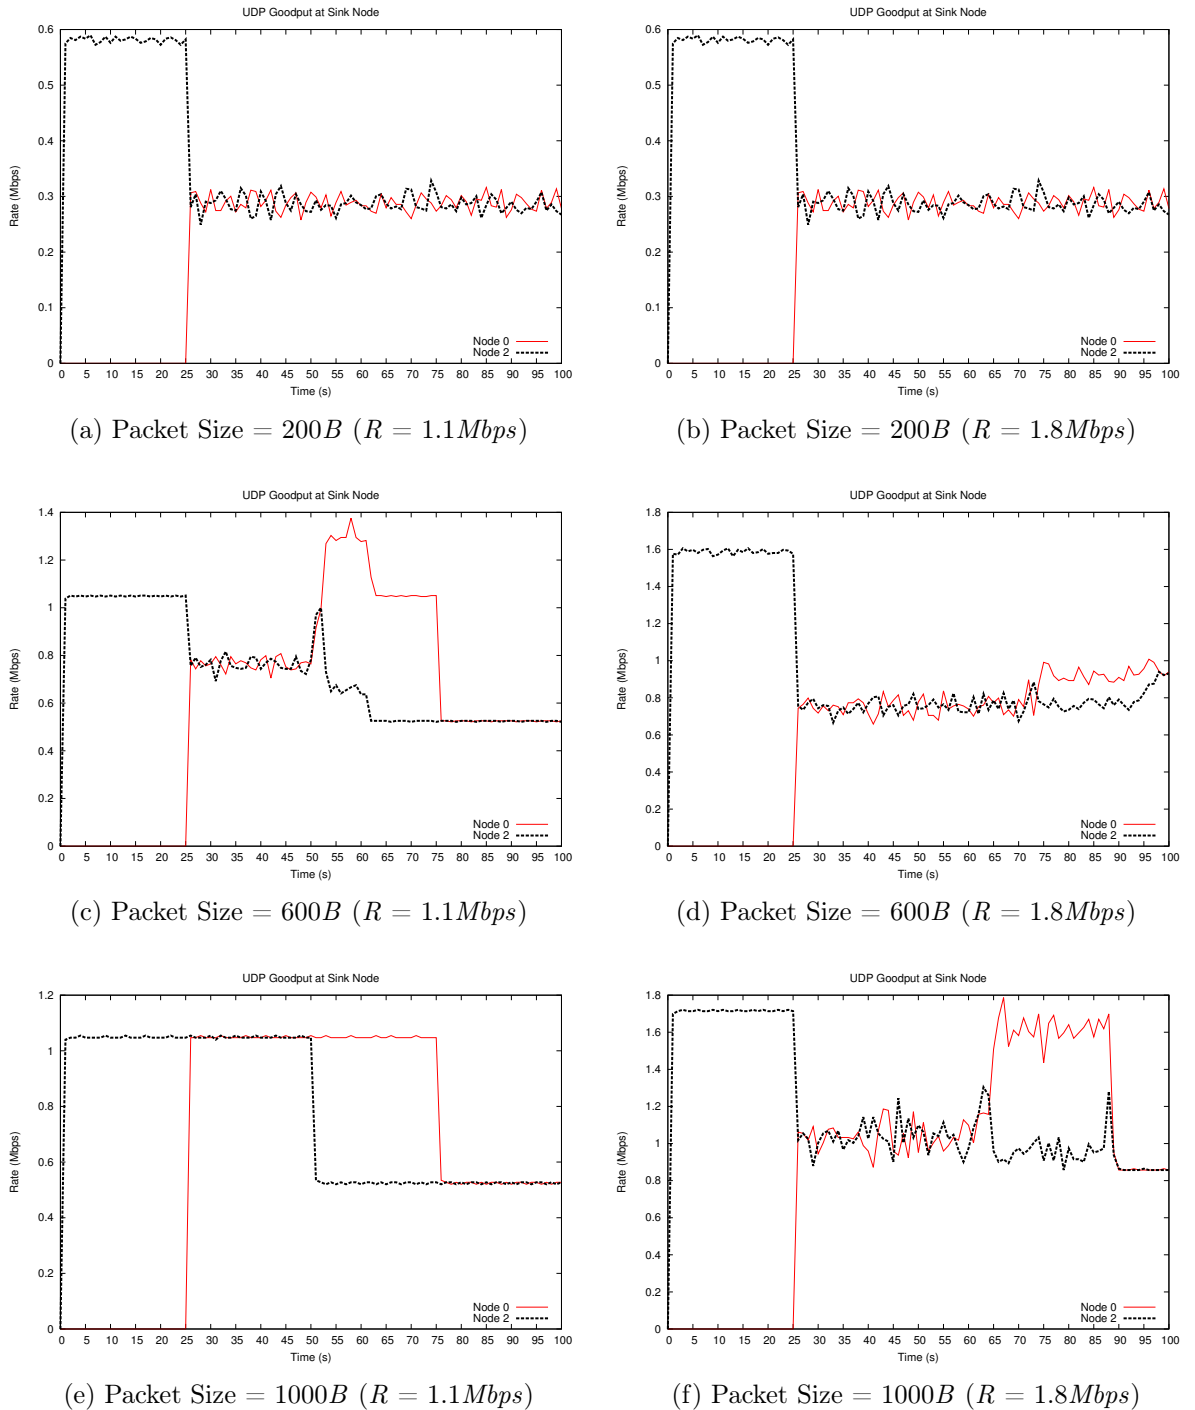 UDP Goodput at Sink Node
0.6
0.5
0.4
0.3
0.2
0.1
0
Rate (Mbps)
Node 0
Node 2
0 5 10 15 20 25 30 35 40 45 50 55 60 65 70 75 80 85 90 95 100
Time (s)
(a) Packet Size = 200B (R = 1.1Mbps)
UDP Goodput at Sink Node
0.6
0.5
0.4
0.3
0.2
0.1
0
Rate (Mbps)
Node 0
Node 2
0 5 10 15 20 25 30 35 40 45 50 55 60 65 70 75 80 85 90 95 100
Time (s)
(b) Packet Size = 200B (R = 1.8Mbps)
UDP Goodput at Sink Node
1.4
1.2
1
0.8
0.6
0.4
0.2
0
Rate (Mbps)
Node 0
Node 2
0 5 10 15 20 25 30 35 40 45 50 55 60 65 70 75 80 85 90 95 100
Time (s)
(c) Packet Size = 600B (R = 1.1Mbps)
UDP Goodput at Sink Node
1.8
1.6
1.4
1.2
1
0.8
0.6
0.4
0.2
0
Rate (Mbps)
Node 0
Node 2
0 5 10 15 20 25 30 35 40 45 50 55 60 65 70 75 80 85 90 95 100
Time (s)
(d) Packet Size = 600B (R = 1.8Mbps)
UDP Goodput at Sink Node
1.2
1
0.8
0.6
0.4
0.2
0
Rate (Mbps)
Node 0
Node 2
0 5 10 15 20 25 30 35 40 45 50 55 60 65 70 75 80 85 90 95 100
Time (s)
(e) Packet Size = 1000B (R = 1.1Mbps)
UDP Goodput at Sink Node
1.8
1.6
1.4
1.2
1
0.8
0.6
0.4
0.2
0
Rate (Mbps)
Node 0
Node 2
0 5 10 15 20 25 30 35 40 45 50 55 60 65 70 75 80 85 90 95 100
Time (s)
(f) Packet Size = 1000B (R = 1.8Mbps)